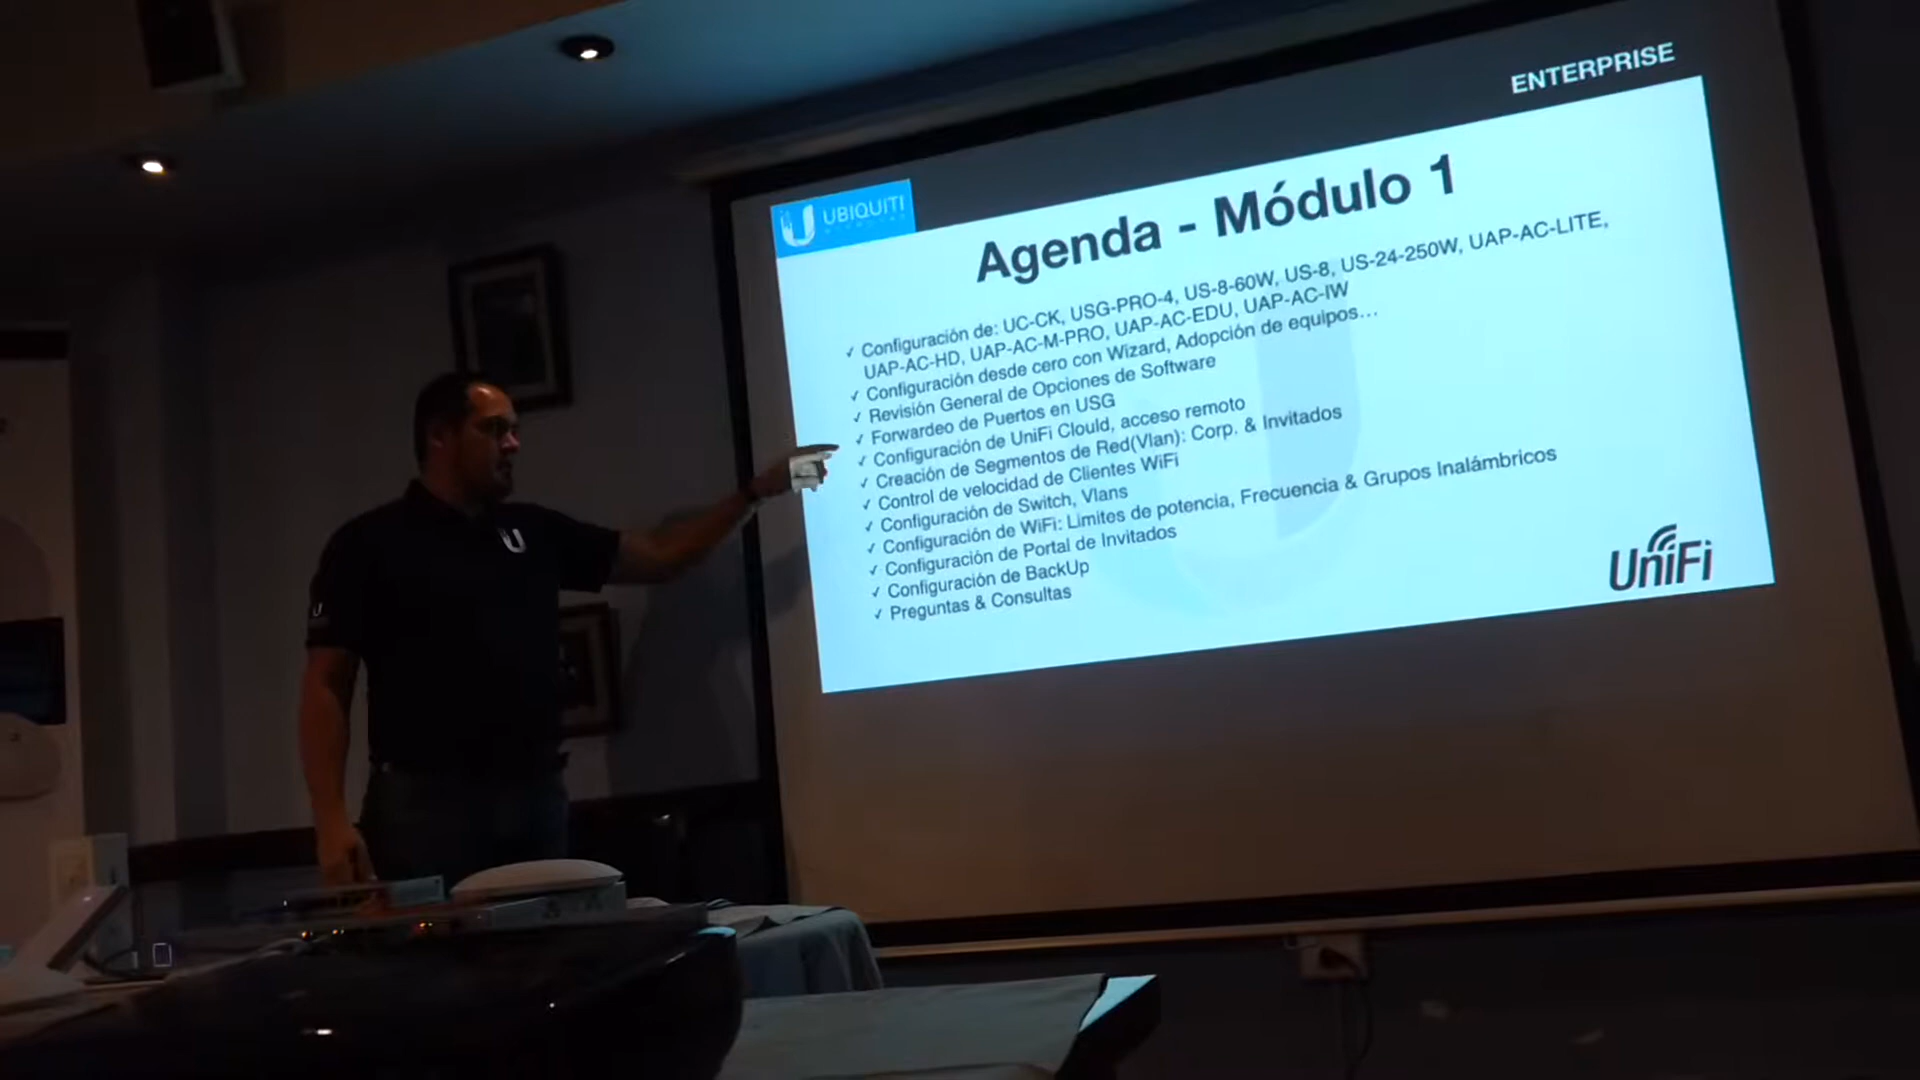 ENTERPRISE
UBIQUITI
Agenda - Módulo 1
✓ Configuración de: UC-CK, USG-PRO-4, US-8-60W, US-8, US-24-250W, UAP-AC-LITE,
UAP-AC-HD, UAP-AC-M-PRO, UAP-AC-EDU, UAP-AC-IW
✓ Configuración desde cero con Wizard, Adopción de equipos...
✓ Revisión General de Opciones de Software
✓ Forwardeo de Puertos en USG
✓ Configuración de UniFi Clould, acceso remoto
✓ Creación de Segmentos de Red(Vlan): Corp. & Invitados
✓ Control de velocidad de Clientes WiFi
✓ Configuración de Switch, Vlans
✓ Configuración de WiFi: Limites de potencia, Frecuencia & Grupos Inalámbricos
✓ Configuración de Portal de Invitados
✓ Configuración de BackUp
✓ Preguntas & Consultas
UniFi